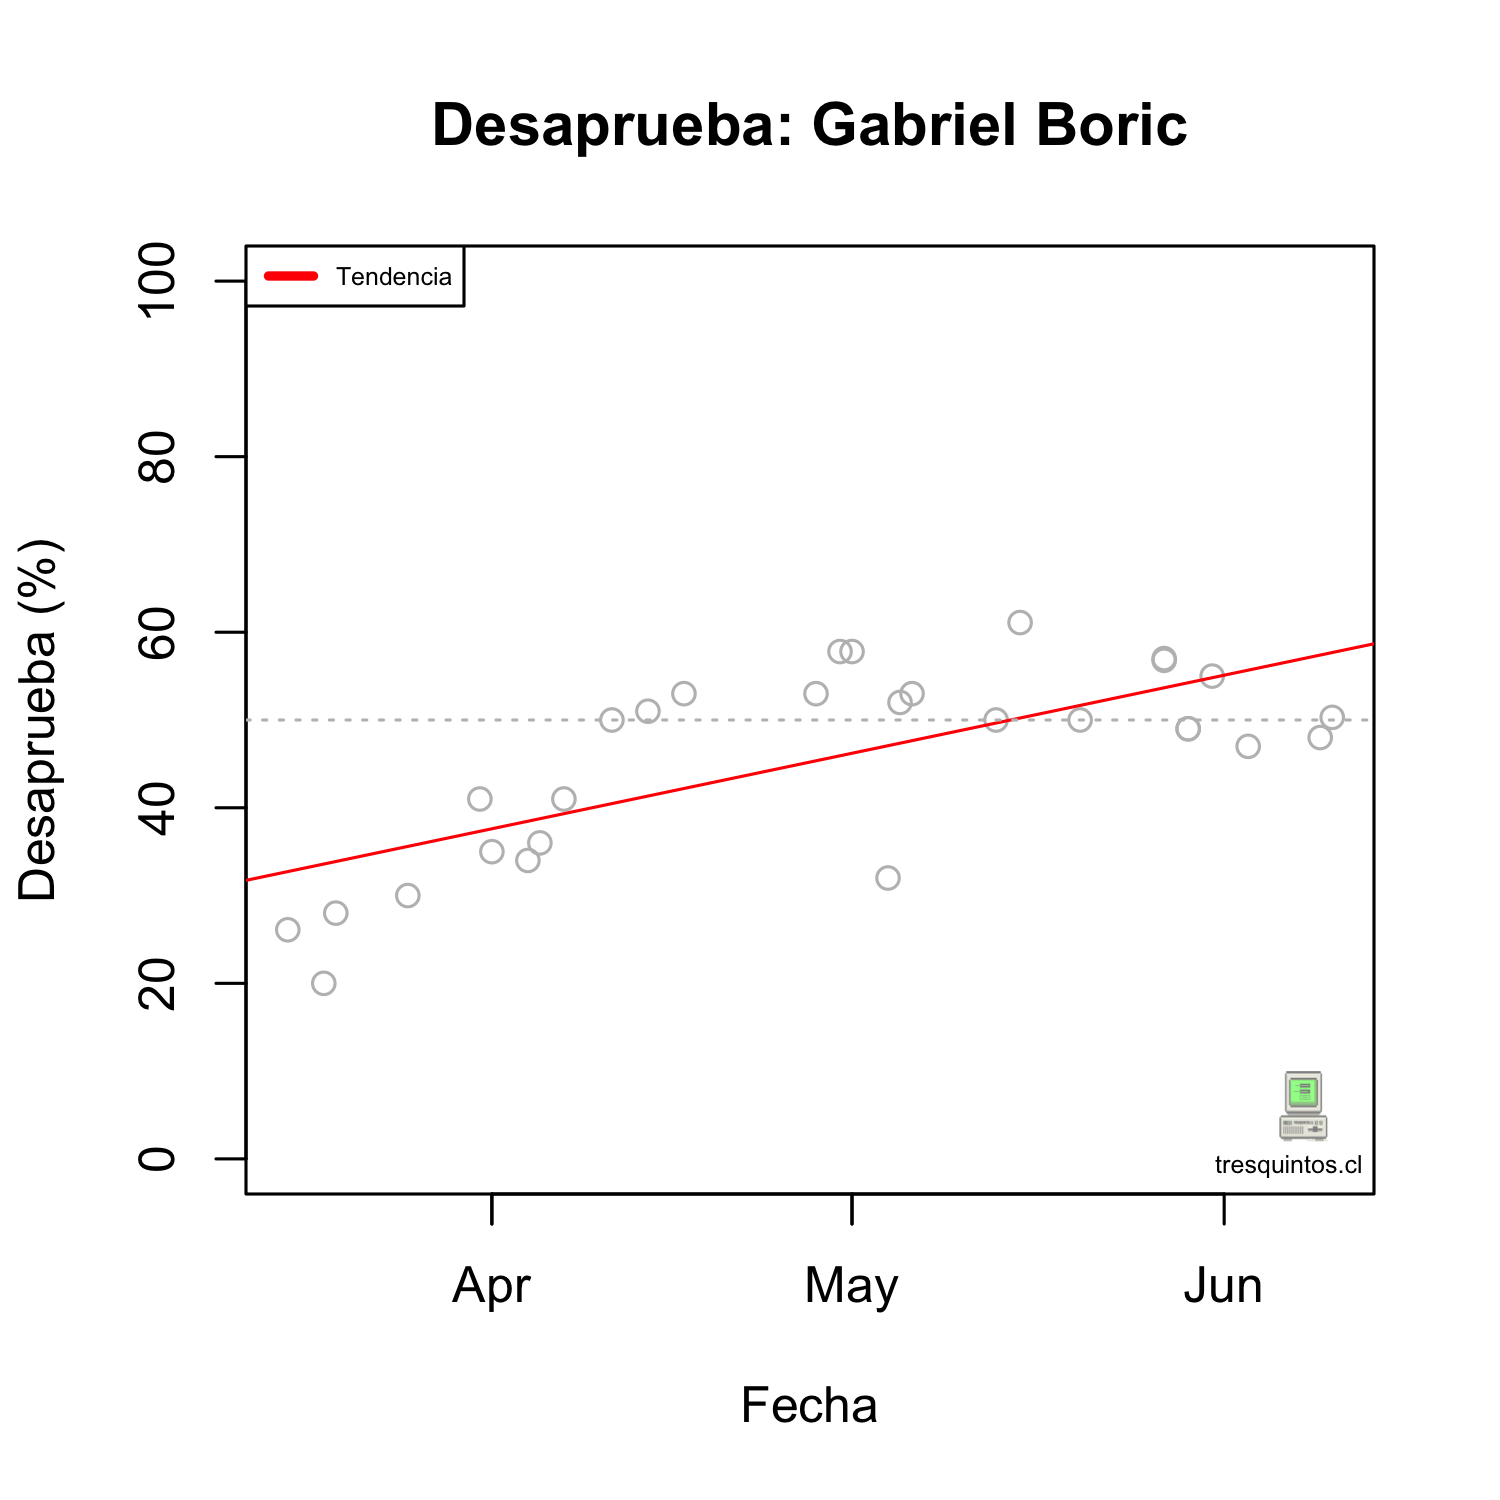 Desaprueba: Gabriel Boric
Tendencia
Desaprueba (%)
100
80
60
40
20
0
tresquintos.cl
Apr May Jun
Fecha